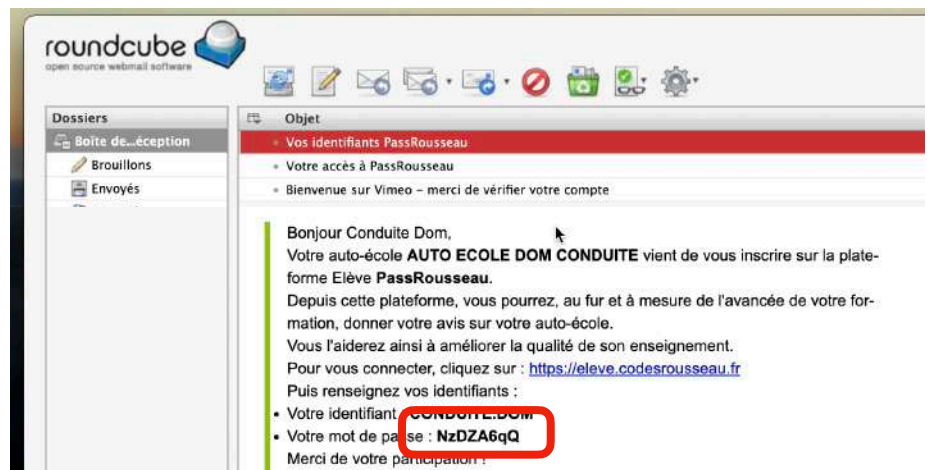 roundcube
open source webmail software
Dossiers
Objet
Boîte de...éception
Vos identifiants PassRousseau
Brouillons
Votre accès à PassRousseau
Envoyés
Bienvenue sur Vimeo – merci de vérifier votre compte
Bonjour Conduite Dom,
Votre auto-école AUTO ECOLE DOM CONDUITE vient de vous inscrire sur la plate-
forme Elève PassRousseau.
Depuis cette plateforme, vous pourrez, au fur et à mesure de l'avancée de votre for-
mation, donner votre avis sur votre auto-école.
Vous l'aiderez ainsi à améliorer la qualité de son enseignement.
Pour vous connecter, cliquez sur : https://eleve.codesrousseau.fr
Puis renseignez vos identifiants :
• Votre identifiant : CONDUITE.DOM
• Votre mot de passe : NzDZA6qQ
Merci de votre participation !